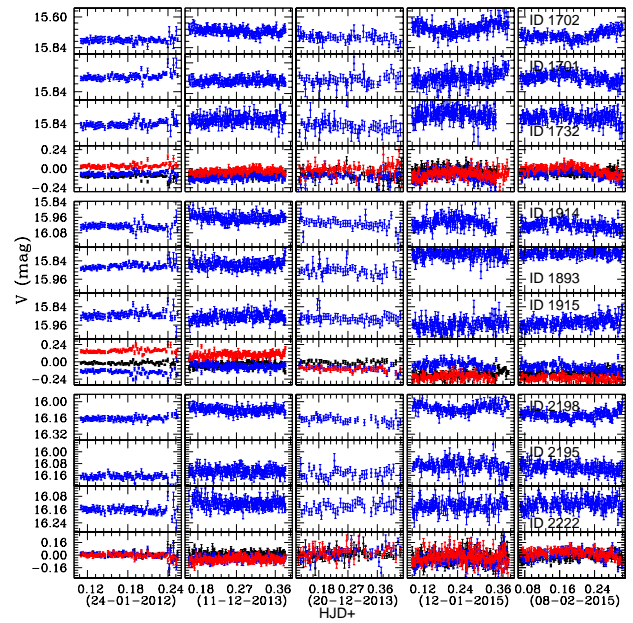 15.60
15.84
ID 1702
15.84
ID 1701
15.84
ID 1732
0.24
0.00
−0.24
15.84
15.96
16.08
ID 1914
15.84
15.96
ID 1893
15.84
15.96
ID 1915
0.24
0.00
−0.24
V (mag)
16.00
16.16
16.32
ID 2198
16.00
16.08
16.16
ID 2195
16.08
16.16
16.24
ID 2222
0.16
0.00
−0.16
0.12 0.18 0.24 0.18 0.27 0.36 0.18 0.27 0.36 0.12 0.24 0.36 0.08 0.16 0.24
(24−01−2012) (11−12−2013) (20−12−2013) (12−01−2015) (08−02−2015)
HJD+